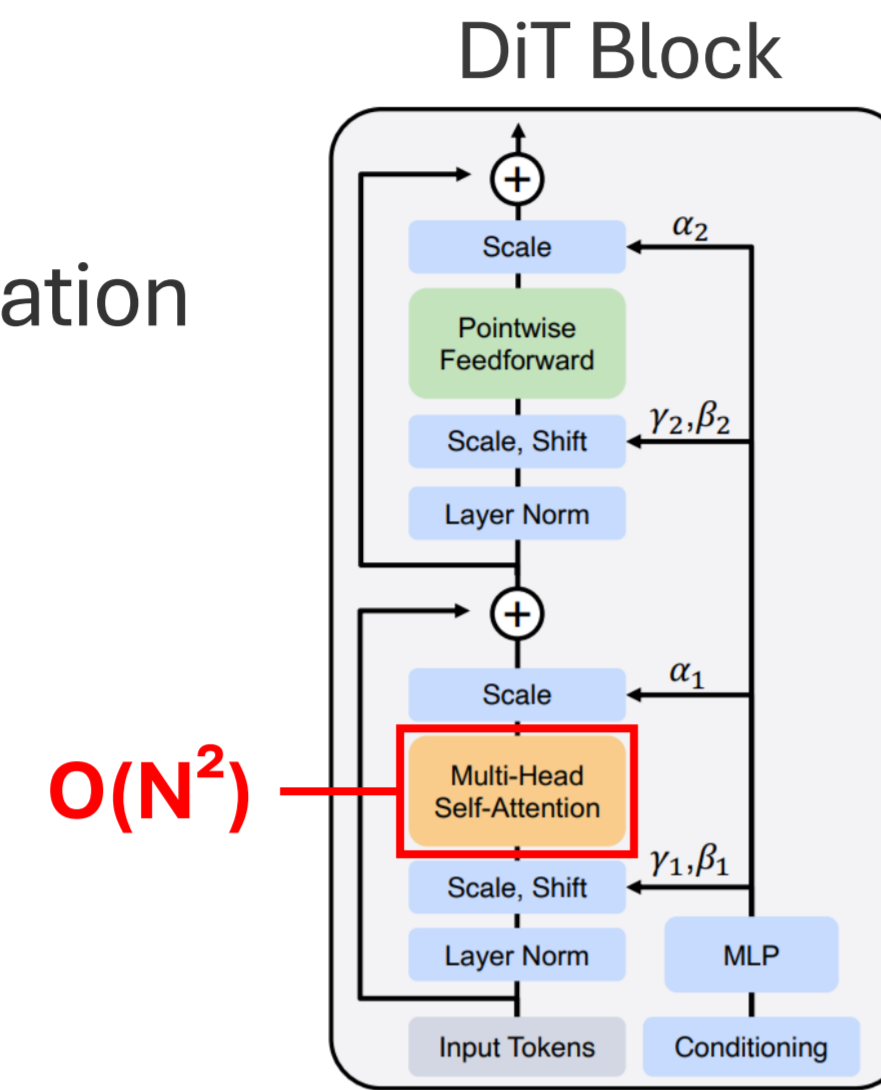 DiT Block
ation
+
Scale
α₂
Pointwise
Feedforward
Scale, Shift
γ₂,β₂
Layer Norm
+
Scale
α₁
O(N²)
Multi-Head
Self-Attention
Scale, Shift
γ₁,β₁
Layer Norm
MLP
Input Tokens
Conditioning